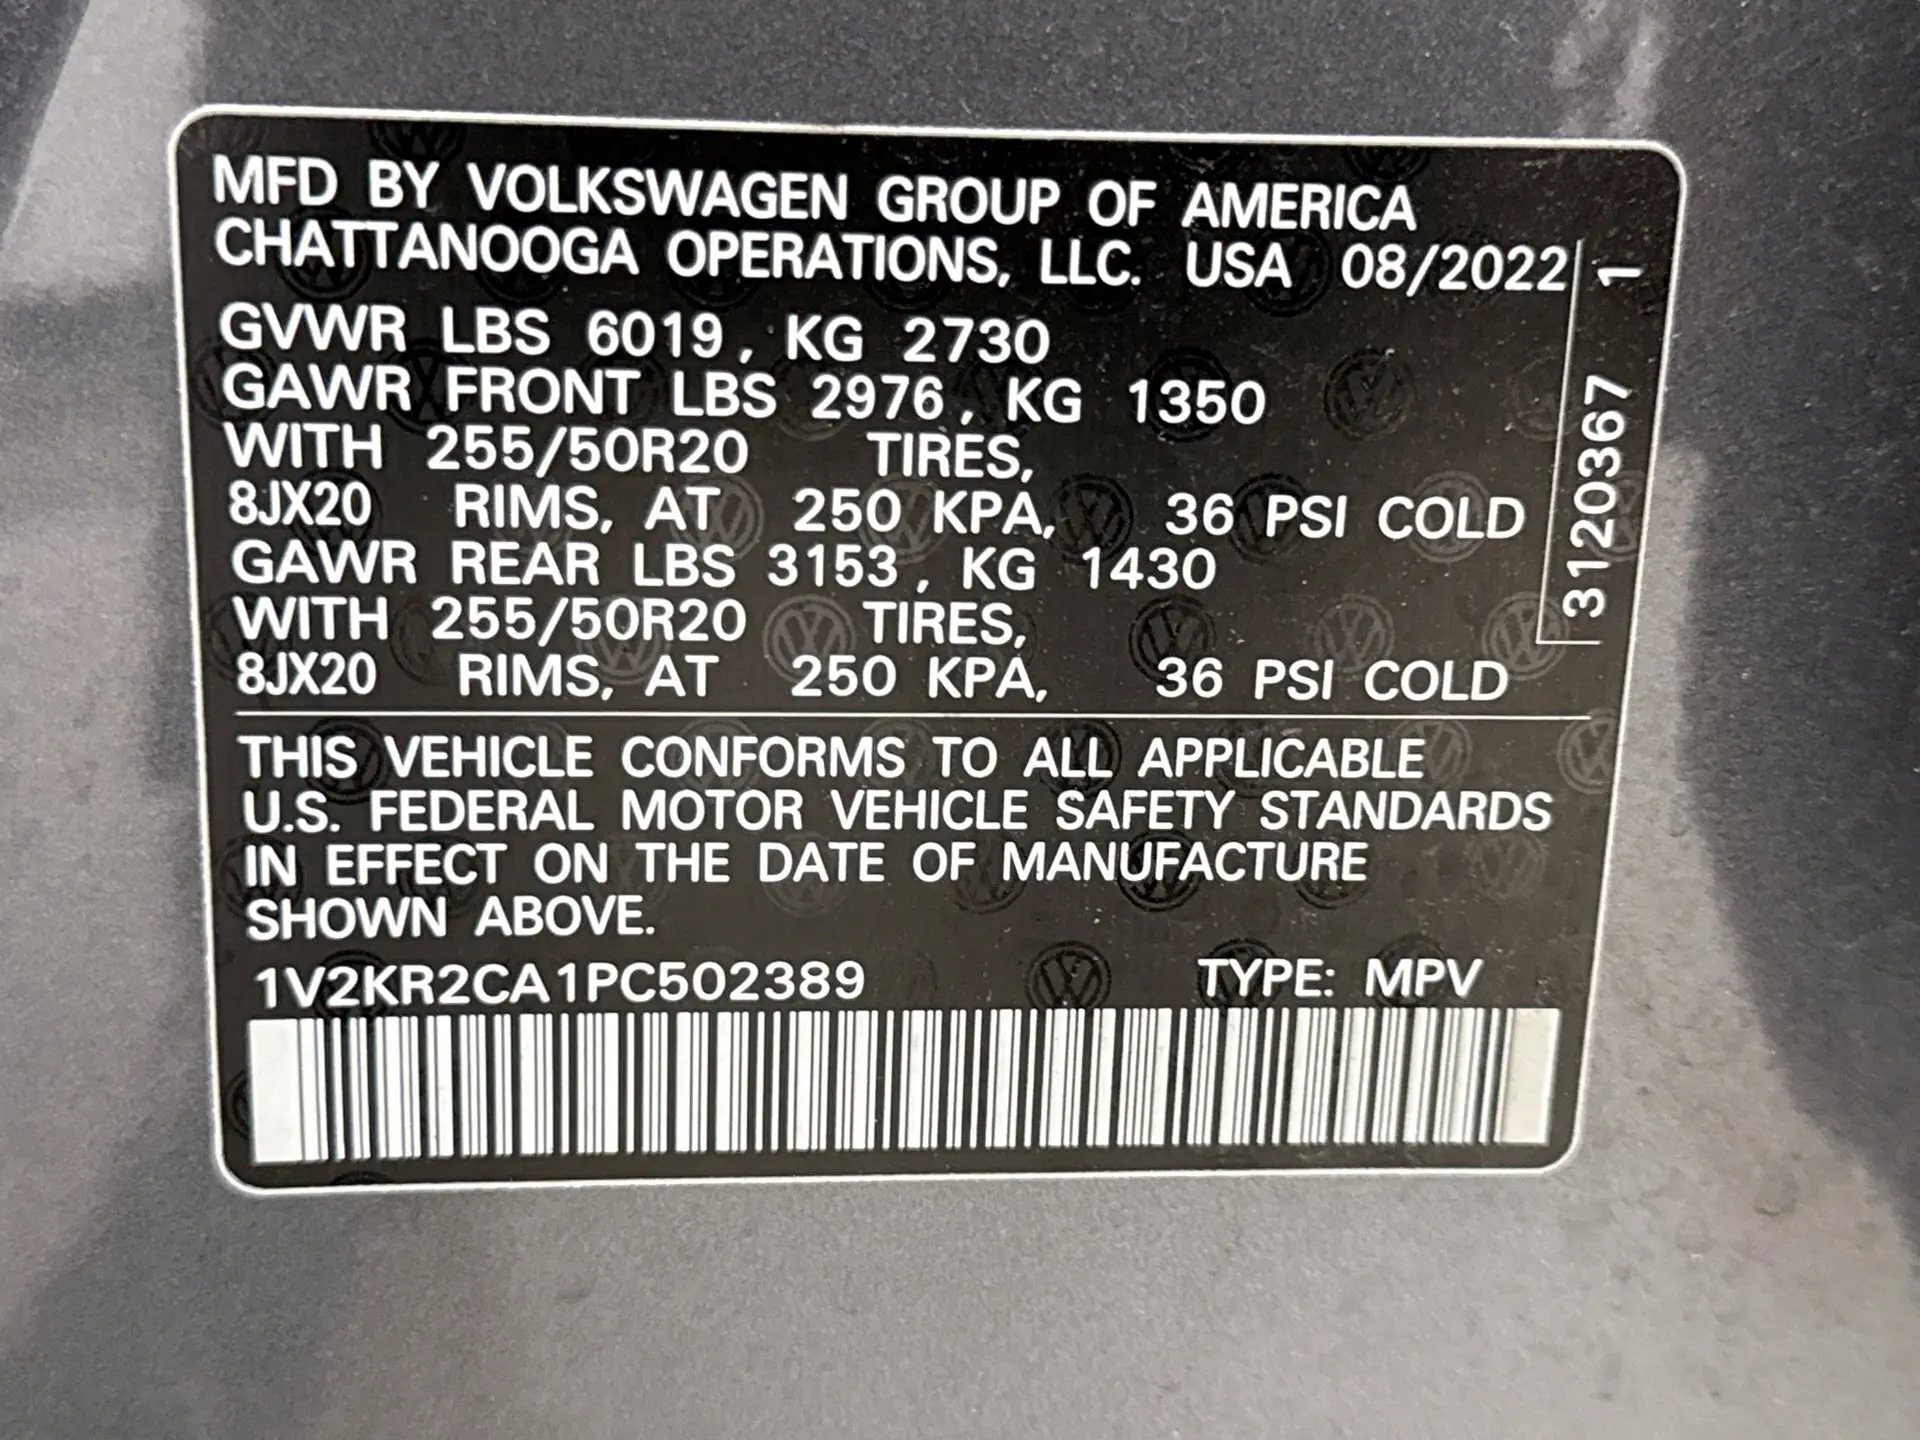 MFD BY VOLKSWAGEN GROUP OF AMERICA
CHATTANOOGA OPERATIONS, LLC. USA 08/2022
GVWR LBS 6019, KG 2730
GAWR FRONT LBS 2976, KG 1350
WITH 255/50R20 TIRES,
8JX20 RIMS, AT 250 KPA, 36 PSI COLD
GAWR REAR LBS 3153, KG 1430
WITH 255/50R20 TIRES,
8JX20 RIMS, AT 250 KPA, 36 PSI COLD
3120367 1
THIS VEHICLE CONFORMS TO ALL APPLICABLE
U.S. FEDERAL MOTOR VEHICLE SAFETY STANDARDS
IN EFFECT ON THE DATE OF MANUFACTURE
SHOWN ABOVE.
1V2KR2CA1PC502389 TYPE: MPV